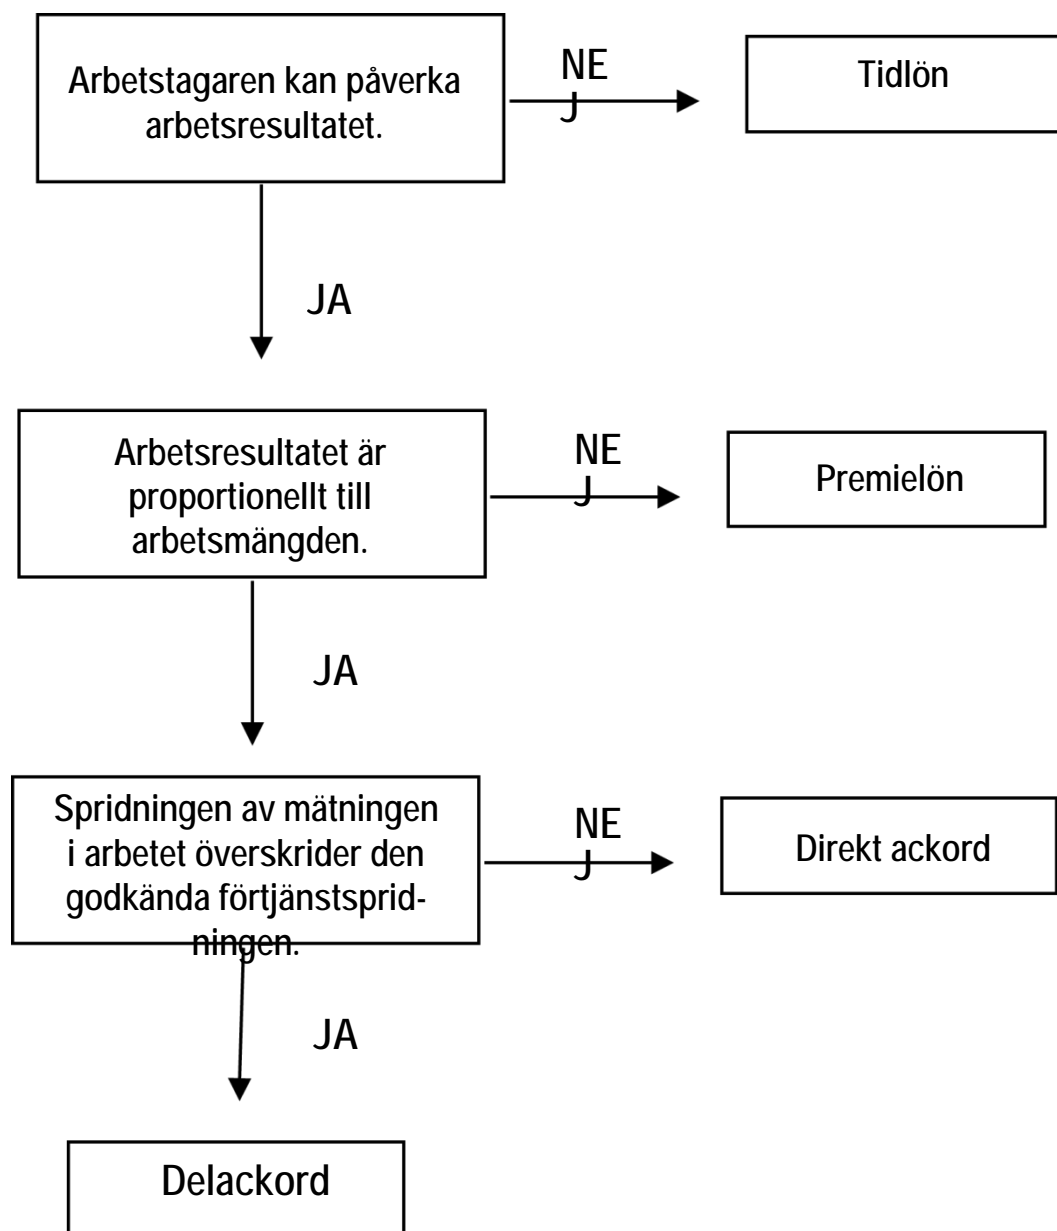 Arbetstagaren kan påverka
arbetsresultatet.
NE
J
Tidlön
JA
Arbetsresultatet är
proportionellt till
arbetsmängden.
NE
J
Premielön
JA
Spridningen av mätningen
i arbetet överskrider den
godkända förtjänstsprid-
ningen.
NE
J
Direkt ackord
JA
Delackord